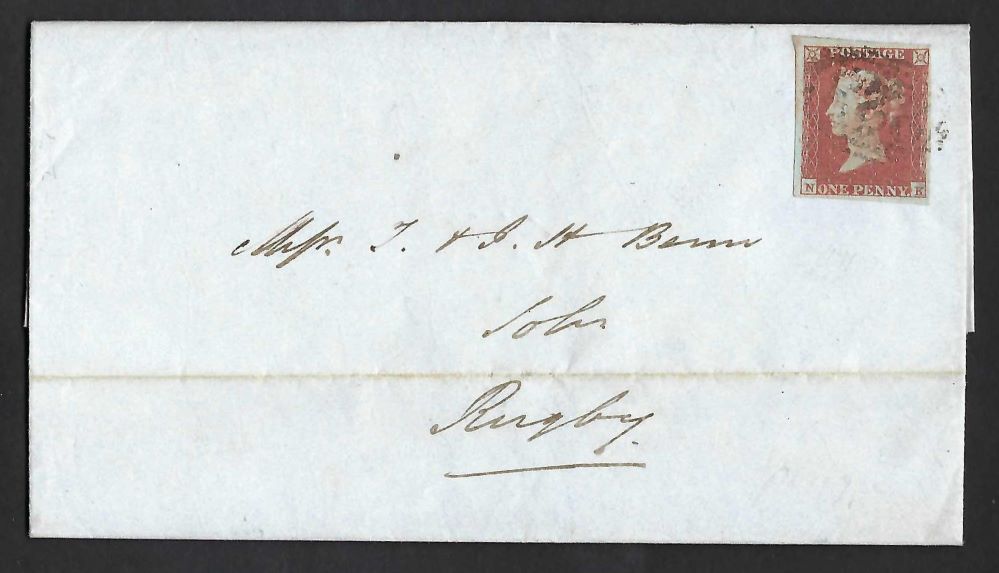 POSTAGE
N ONE PENNY. K
Messrs T. & J. H Benn
Solrs
Rugby